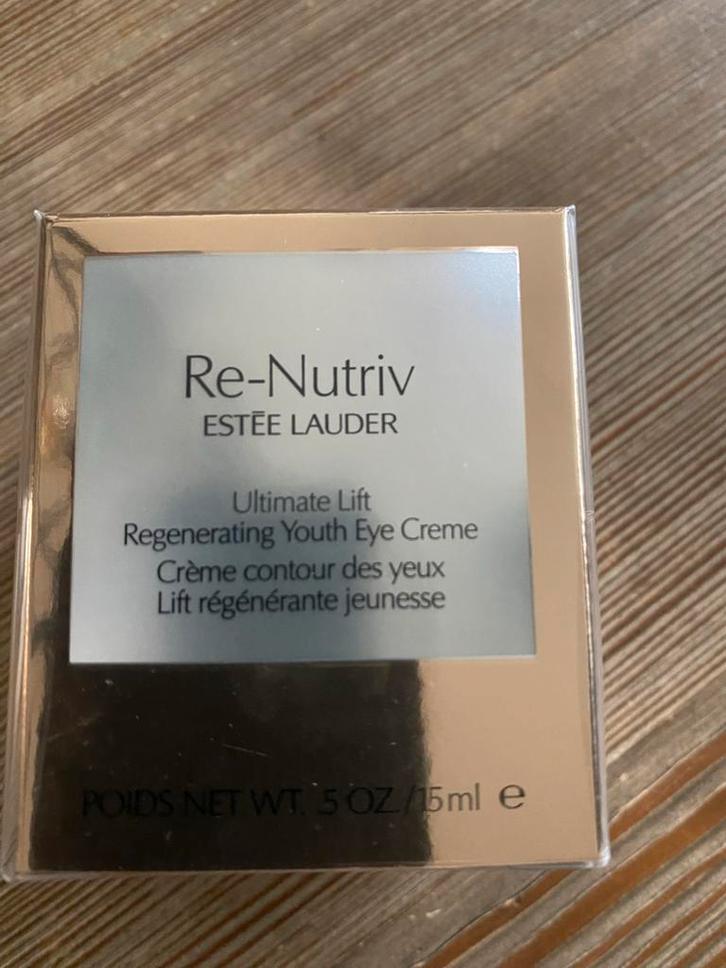 Re-Nutriv
ESTĒE LAUDER
Ultimate Lift
Regenerating Youth Eye Creme
Crème contour des yeux
Lift régénérante jeunesse
POIDS NET WT. .5 OZ./15ml ℮